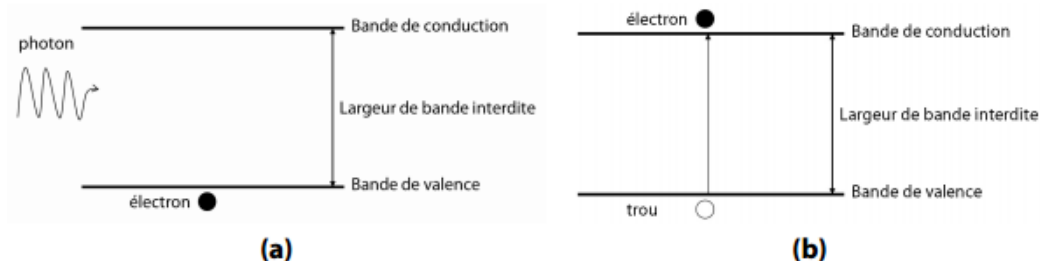 Bande de conduction
photon
Largeur de bande interdite
Bande de valence
électron
(a)
électron
Bande de conduction
Largeur de bande interdite
Bande de valence
trou
(b)